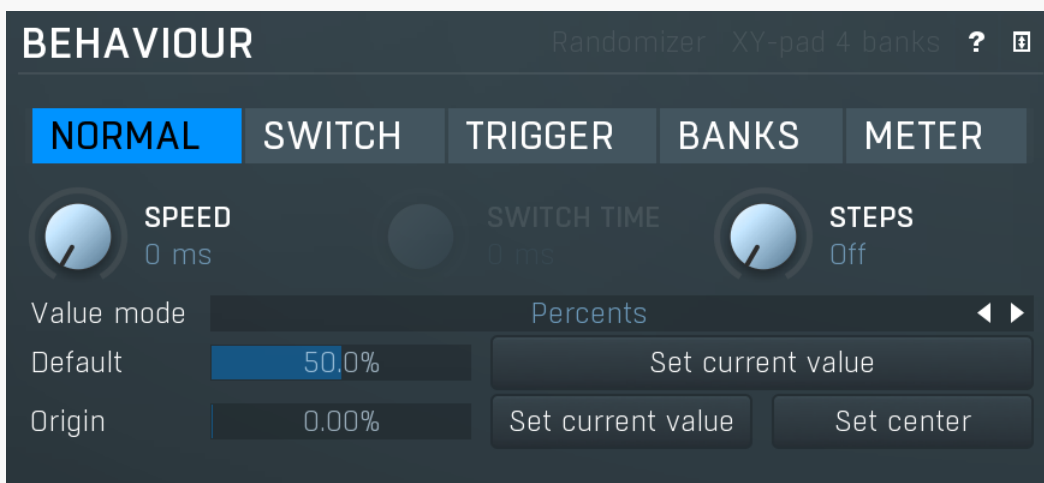 BEHAVIOUR Randomizer XY-pad 4 banks ?
NORMAL SWITCH TRIGGER BANKS METER
SPEED SWITCH TIME STEPS
0 ms 0 ms Off
Value mode Percents
Default 50.0% Set current value
Origin 0.00% Set current value Set center